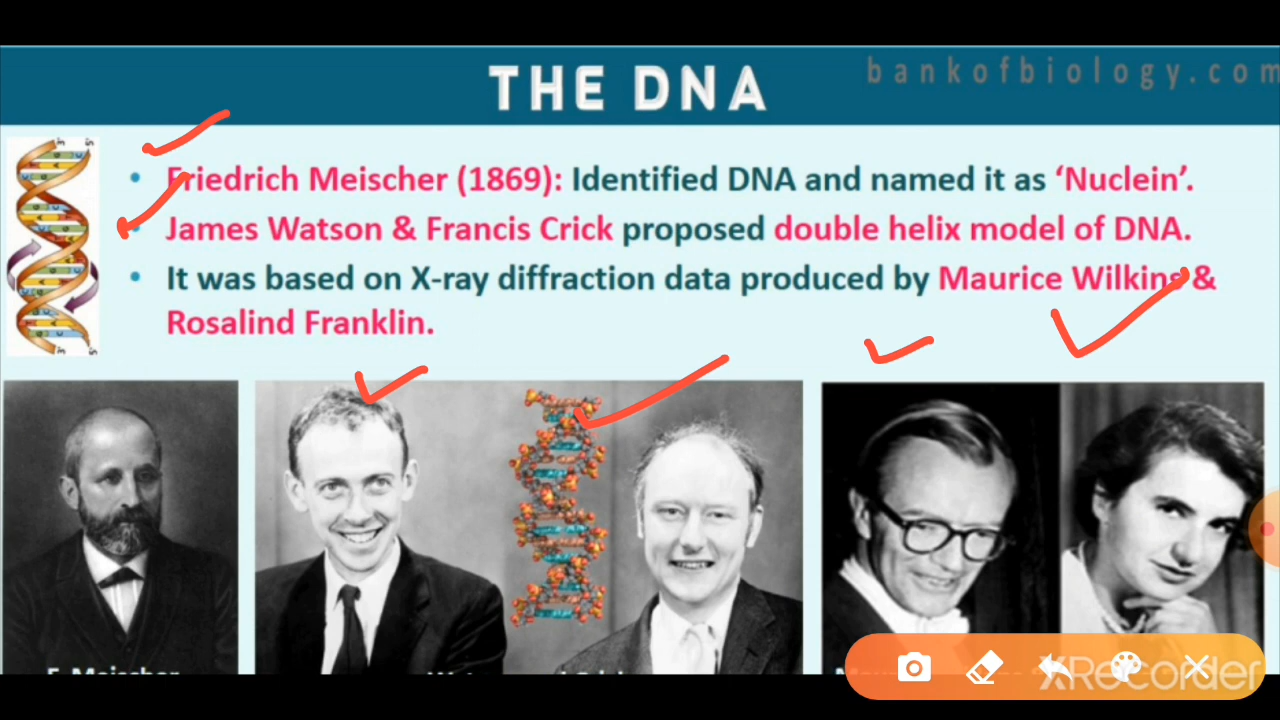 THE DNA
bankofbiology.com
• Friedrich Meischer (1869): Identified DNA and named it as ‘Nuclein’.
• James Watson & Francis Crick proposed double helix model of DNA.
• It was based on X-ray diffraction data produced by Maurice Wilkins &
Rosalind Franklin.
F. Meischer
XRecorder